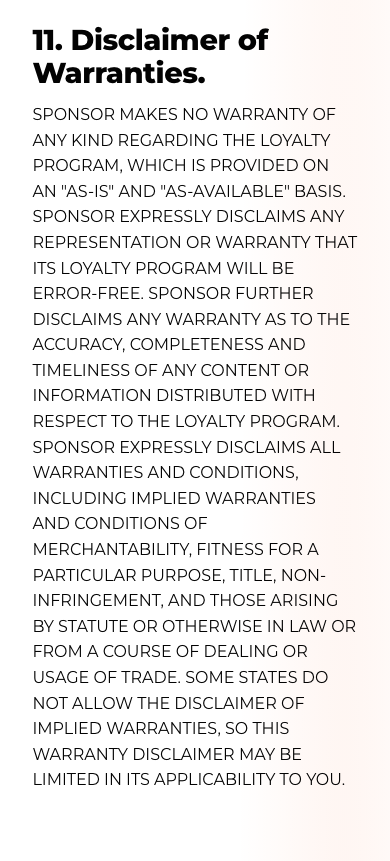 11. Disclaimer of
Warranties.
SPONSOR MAKES NO WARRANTY OF
ANY KIND REGARDING THE LOYALTY
PROGRAM, WHICH IS PROVIDED ON
AN "AS-IS" AND "AS-AVAILABLE" BASIS.
SPONSOR EXPRESSLY DISCLAIMS ANY
REPRESENTATION OR WARRANTY THAT
ITS LOYALTY PROGRAM WILL BE
ERROR-FREE. SPONSOR FURTHER
DISCLAIMS ANY WARRANTY AS TO THE
ACCURACY, COMPLETENESS AND
TIMELINESS OF ANY CONTENT OR
INFORMATION DISTRIBUTED WITH
RESPECT TO THE LOYALTY PROGRAM.
SPONSOR EXPRESSLY DISCLAIMS ALL
WARRANTIES AND CONDITIONS,
INCLUDING IMPLIED WARRANTIES
AND CONDITIONS OF
MERCHANTABILITY, FITNESS FOR A
PARTICULAR PURPOSE, TITLE, NON-
INFRINGEMENT, AND THOSE ARISING
BY STATUTE OR OTHERWISE IN LAW OR
FROM A COURSE OF DEALING OR
USAGE OF TRADE. SOME STATES DO
NOT ALLOW THE DISCLAIMER OF
IMPLIED WARRANTIES, SO THIS
WARRANTY DISCLAIMER MAY BE
LIMITED IN ITS APPLICABILITY TO YOU.